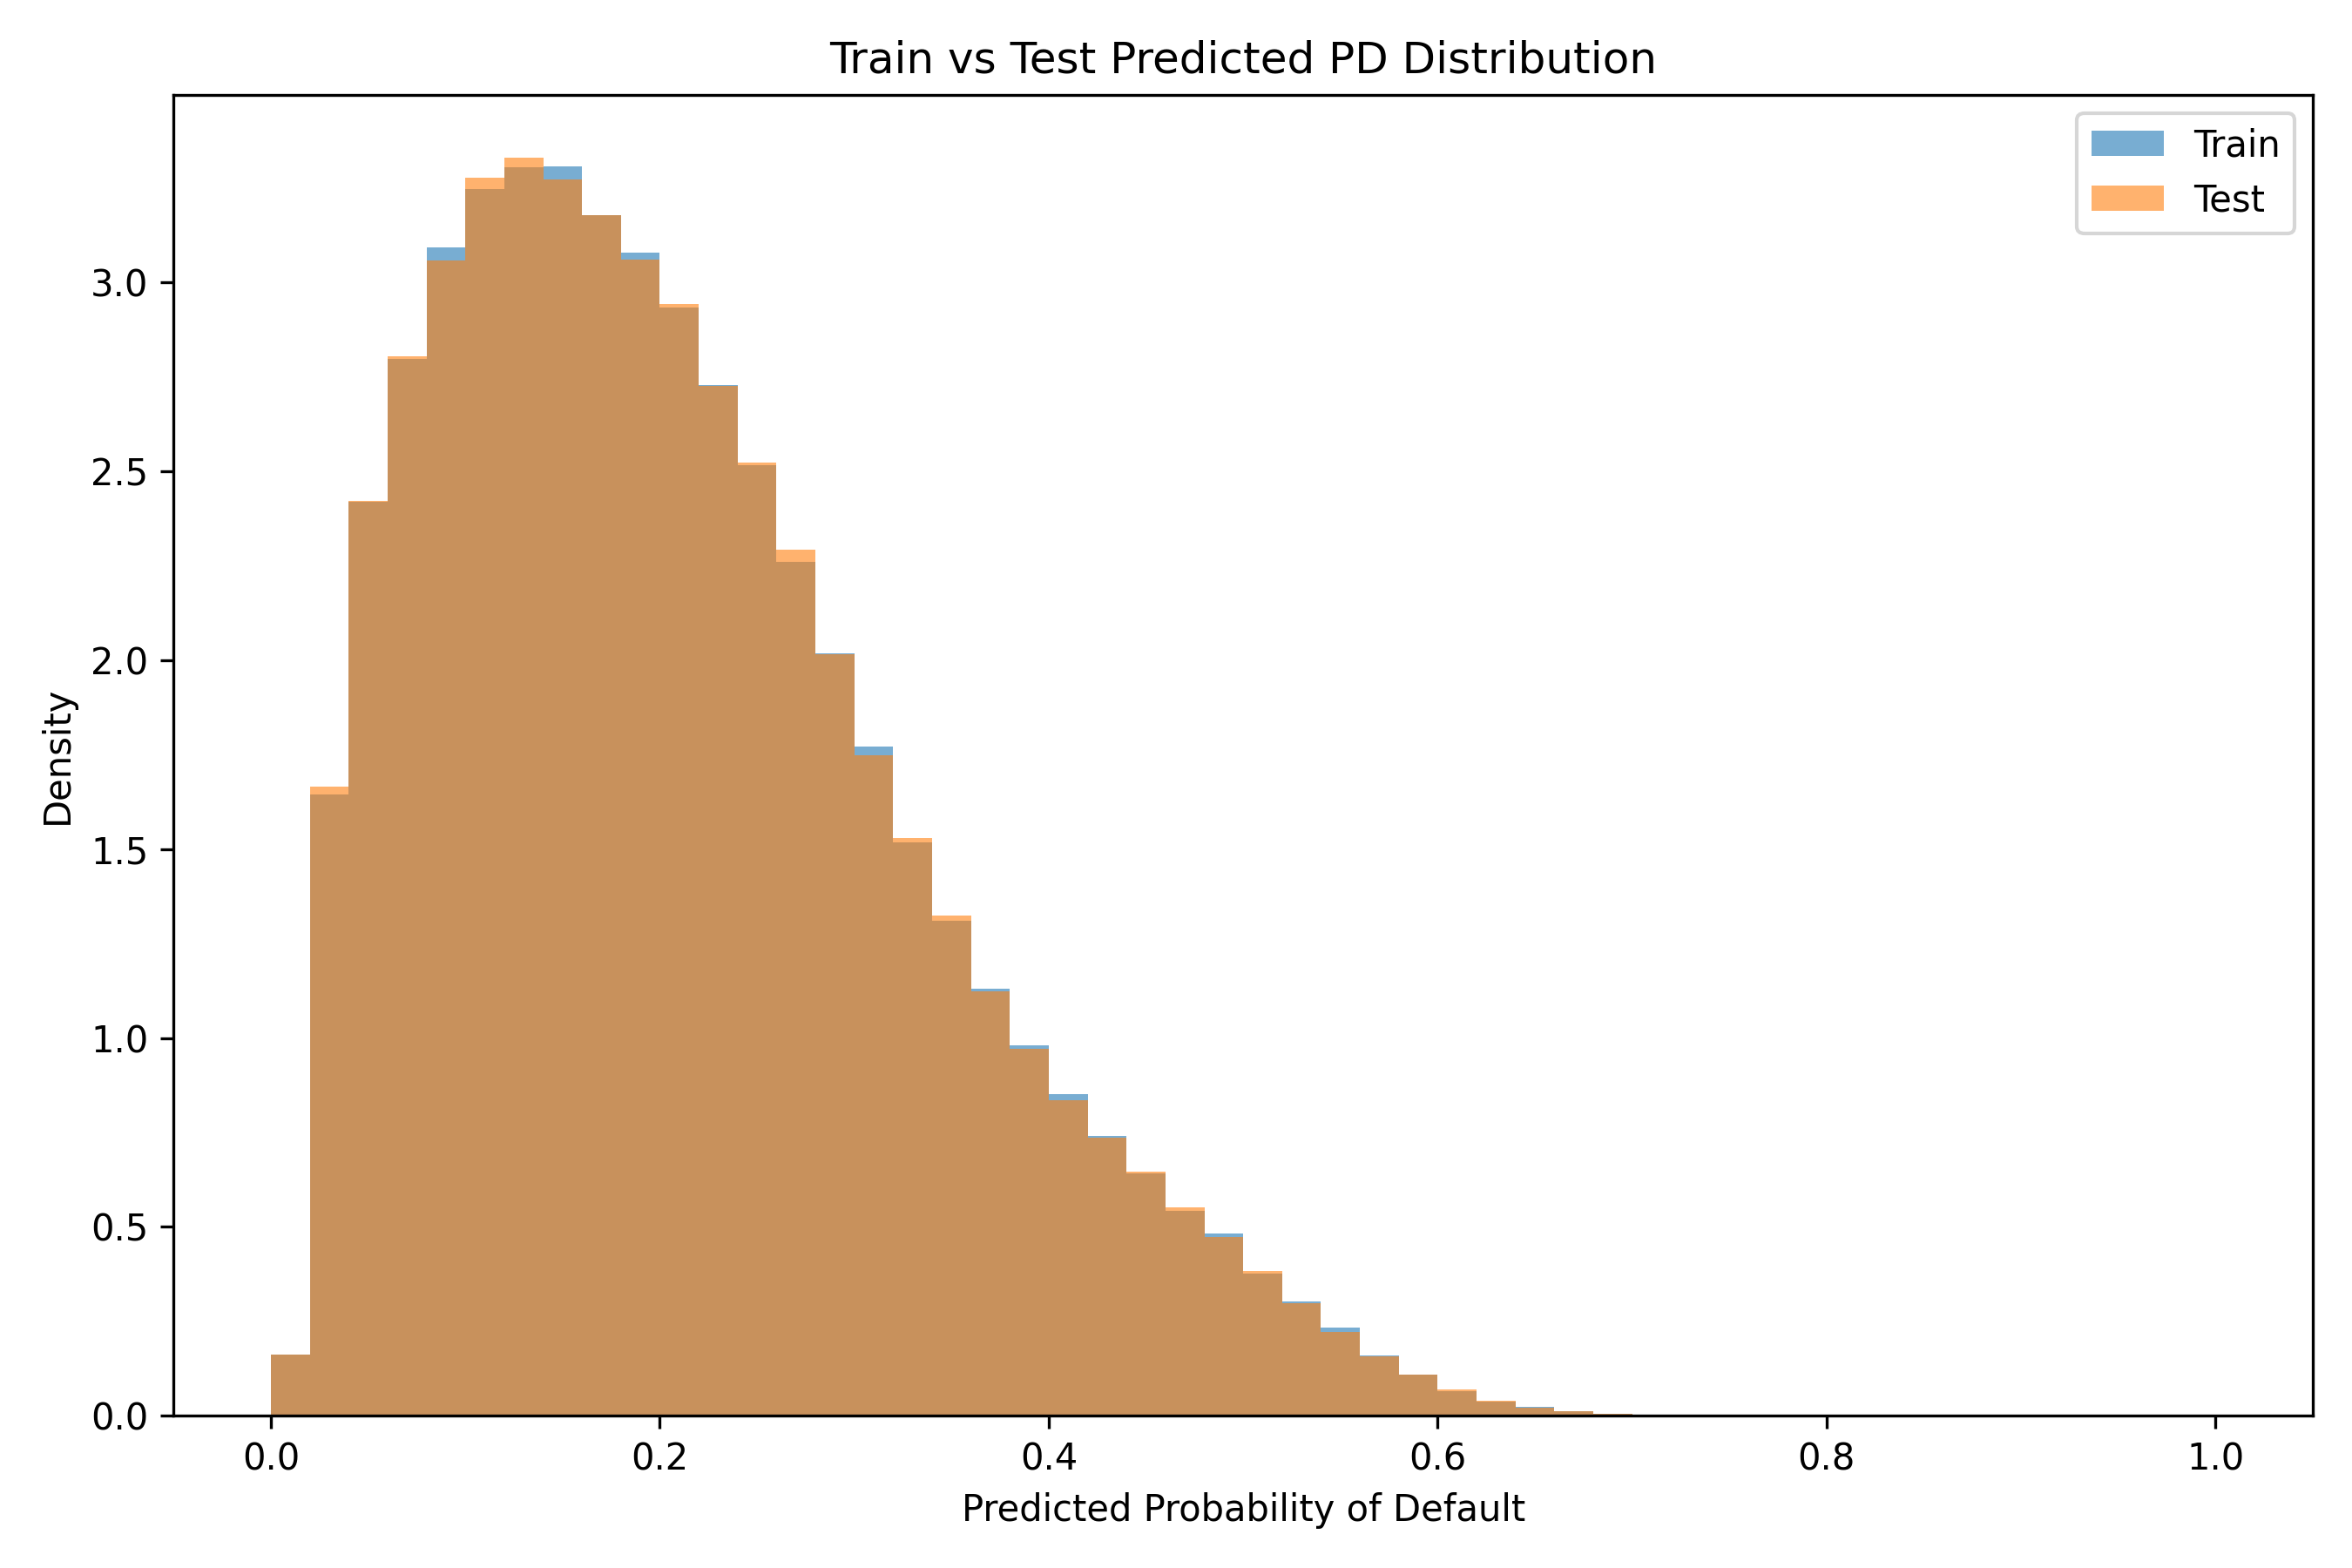 Train vs Test Predicted PD Distribution
Train
Test
3.0
2.5
2.0
1.5
1.0
0.5
0.0
Density
0.0 0.2 0.4 0.6 0.8 1.0
Predicted Probability of Default